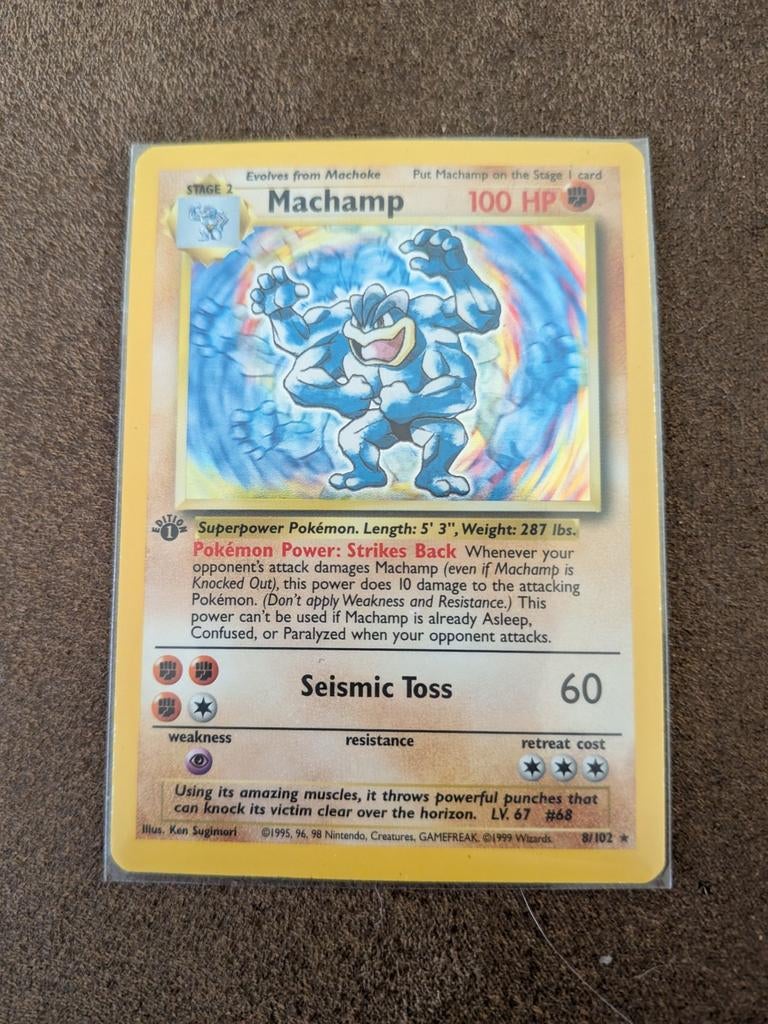 Evolves from Machoke Put Machamp on the Stage 1 card
STAGE 2
Machamp 100 HP
EDITION
1
Superpower Pokémon. Length: 5' 3", Weight: 287 lbs.
Pokémon Power: Strikes Back Whenever your
opponent's attack damages Machamp (even if Machamp is
Knocked Out), this power does 10 damage to the attacking
Pokémon. (Don't apply Weakness and Resistance.) This
power can't be used if Machamp is already Asleep,
Confused, or Paralyzed when your opponent attacks.
Seismic Toss 60
weakness resistance retreat cost
Using its amazing muscles, it throws powerful punches that
can knock its victim clear over the horizon. LV. 67 #68
Illus. Ken Sugimori ©1995, 96, 98 Nintendo, Creatures, GAMEFREAK. ©1999 Wizards. 8/102 ★